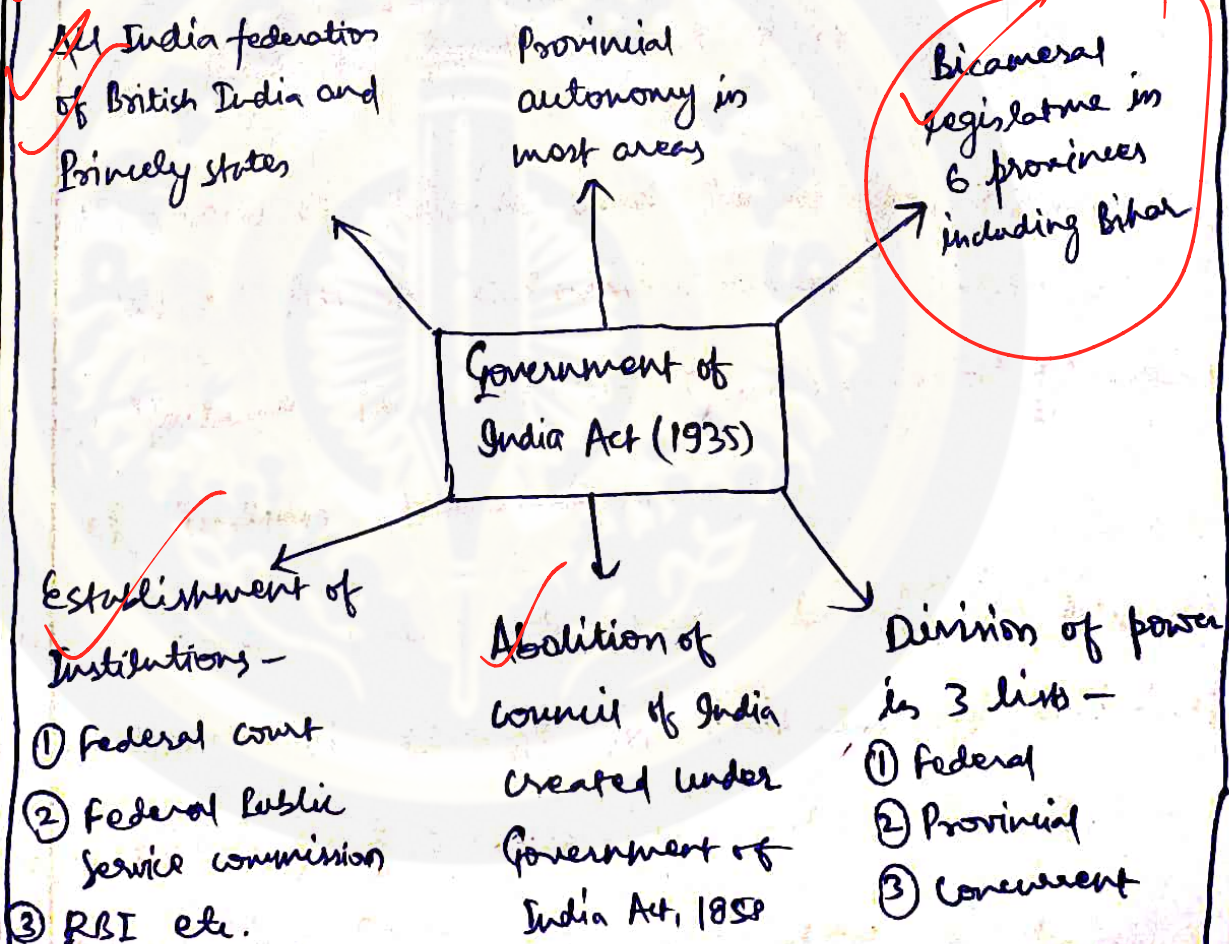 All India federation
of British India and
Princely states
Provincial
autonomy in
most areas
Bicameral
legislature in
6 provinces
including Bihar
Government of
India Act (1935)
Establishment of
Institutions -
① Federal court
② Federal Public
Service commission
③ RBI etc.
Abolition of
council of India
created under
Government of
India Act, 1858
Division of power
in 3 lists -
① Federal
② Provincial
③ Concurrent